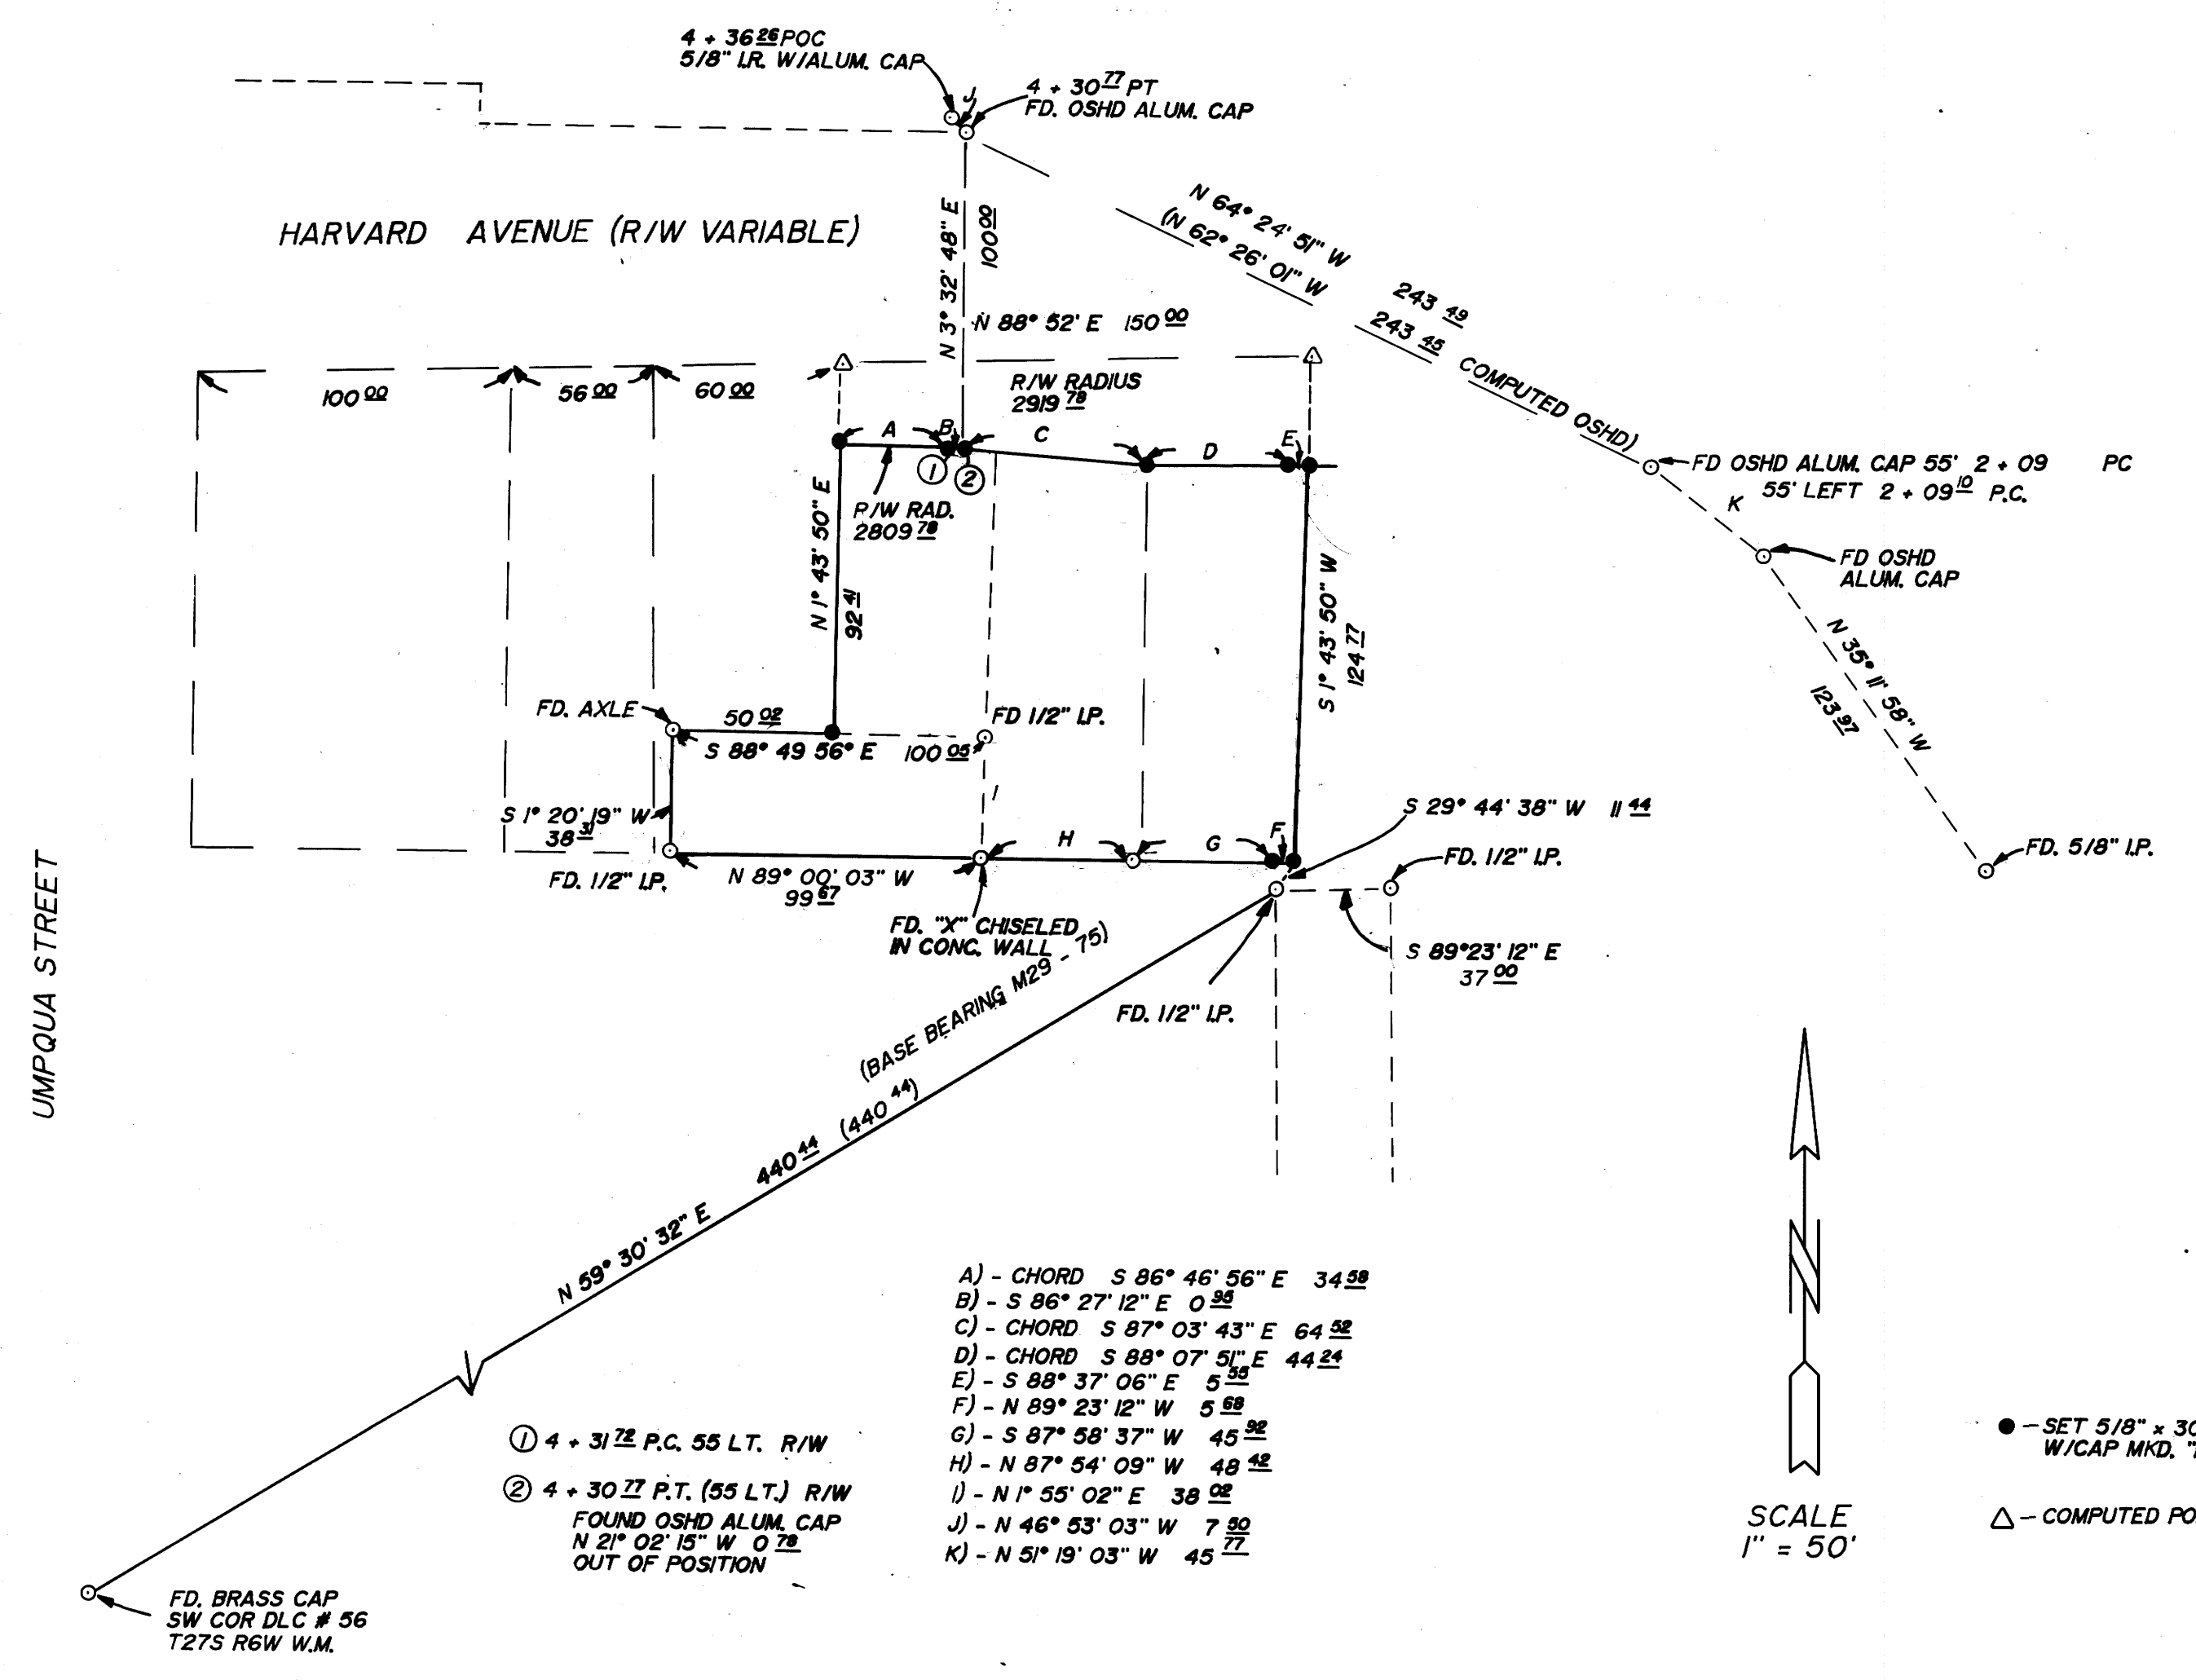 4 + 36 26 POC
5/8" I.R. W/ALUM. CAP
J
4 + 30 77 PT
FD. OSHD ALUM. CAP
HARVARD AVENUE (R/W VARIABLE)
N 3° 32' 48" E
100 00
N 64° 24' 51" W 243 49
(N 62° 26' 01" W 243 45 COMPUTED OSHD)
N 88° 52' E 150 00
100 00
56 00
60 00
R/W RADIUS
2919 78
A
B
C
D
E
1
2
R/W RAD.
2809 78
FD OSHD ALUM. CAP 55' 2 + 09 PC
55' LEFT 2 + 09 10 P.C.
K
FD OSHD
ALUM. CAP
N 1° 43' 50" E
92 41
S 1° 43' 50" W
124 77
N 35° 11' 58" W
123 97
FD. AXLE
50 02
FD 1/2" I.P.
S 88° 49 56° E 100 05
S 1° 20' 19" W
38 31
I
H
G
F
S 29° 44' 38" W 11 44
FD. 1/2" I.P.
FD. 5/8" I.P.
FD. 1/2" I.P.
N 89° 00' 03" W
99 67
FD. "X" CHISELED
IN CONC. WALL
S 89°23' 12" E
37 00
FD. 1/2" I.P.
UMPQUA STREET
(BASE BEARING M29 - 75)
N 59° 30' 32" E 440 44 (440 44)
A) - CHORD S 86° 46' 56" E 34 58
B) - S 86° 27' 12" E 0 95
C) - CHORD S 87° 03' 43" E 64 52
D) - CHORD S 88° 07' 51" E 44 24
E) - S 88° 37' 06" E 5 55
F) - N 89° 23' 12" W 5 68
G) - S 87° 58' 37" W 45 92
H) - N 87° 54' 09" W 48 42
I) - N 1° 55' 02" E 38 02
J) - N 46° 53' 03" W 7 50
K) - N 51° 19' 03" W 45 77
1 4 + 31 72 P.C. 55 LT. R/W
2 4 + 30 77 P.T. (55 LT.) R/W
FOUND OSHD ALUM. CAP
N 21° 02' 15" W 0 78
OUT OF POSITION
N
SCALE
1" = 50'
- SET 5/8" x 30
W/CAP MKD. "
- COMPUTED PO
FD. BRASS CAP
SW COR DLC # 56
T27S R6W W.M.